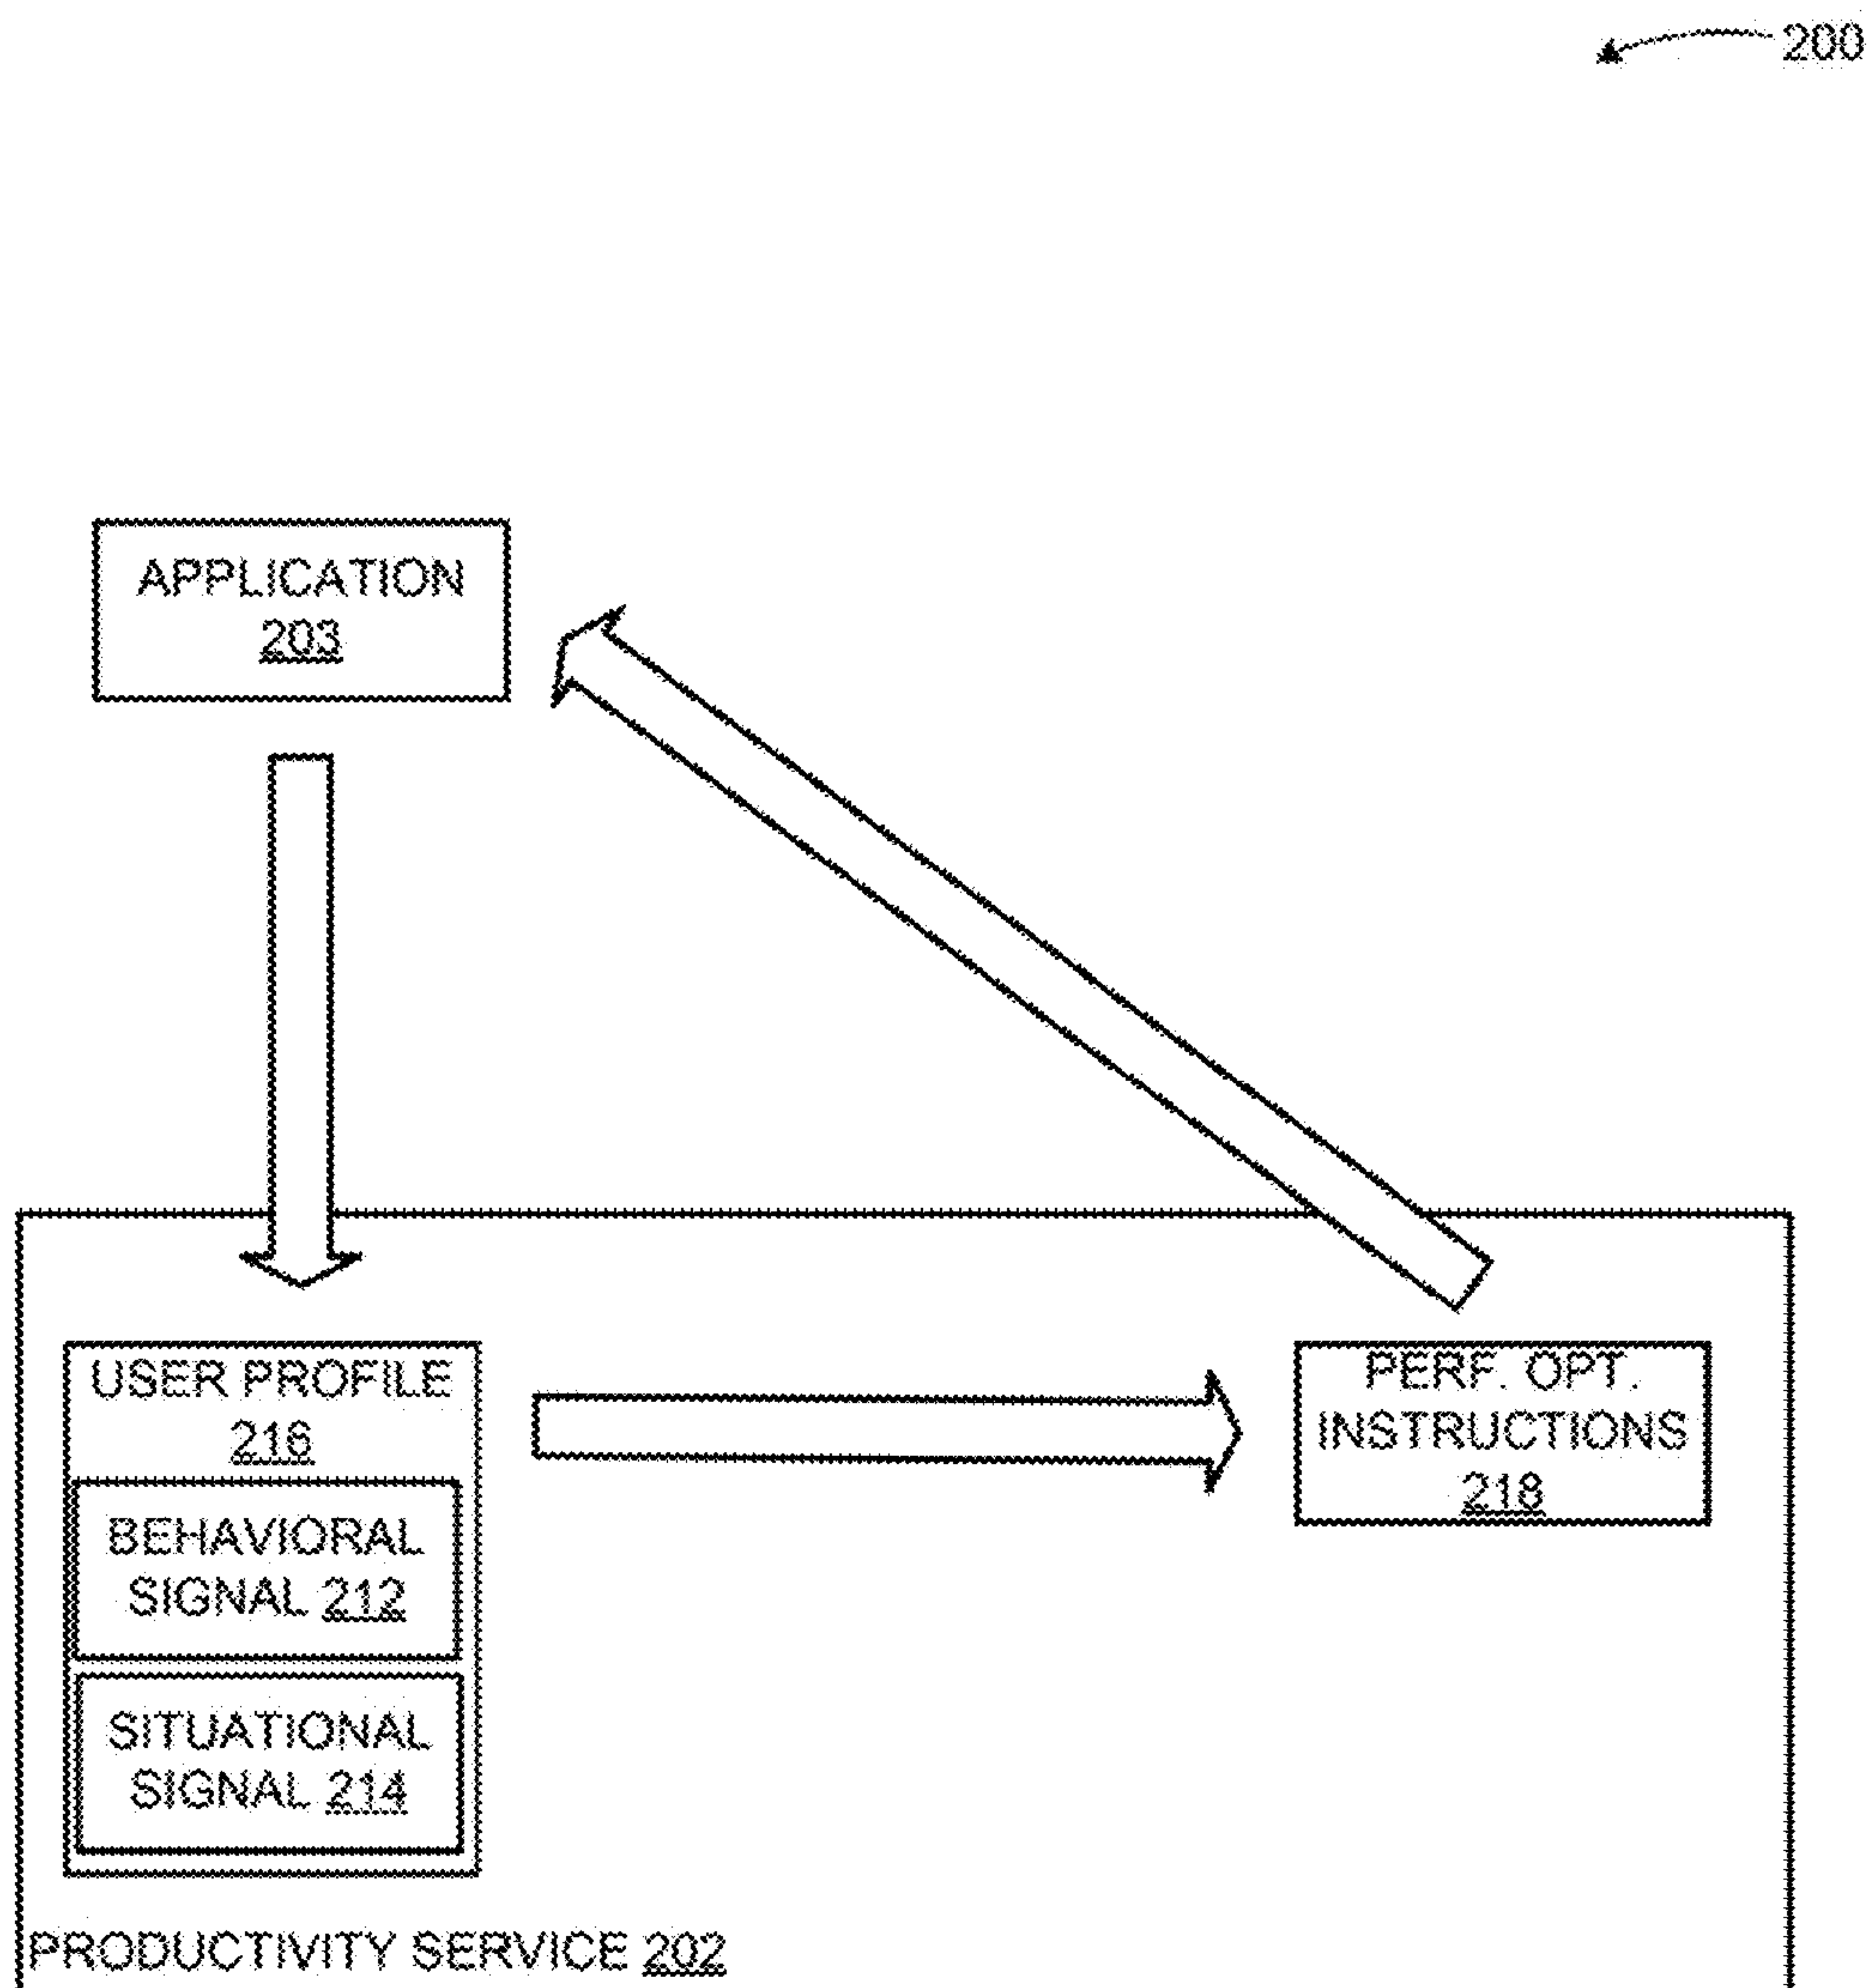 200
APPLICATION
203
USER PROFILE
216
BEHAVIORAL
SIGNAL 212
SITUATIONAL
SIGNAL 214
PERF. OPT.
INSTRUCTIONS
218
PRODUCTIVITY SERVICE 202